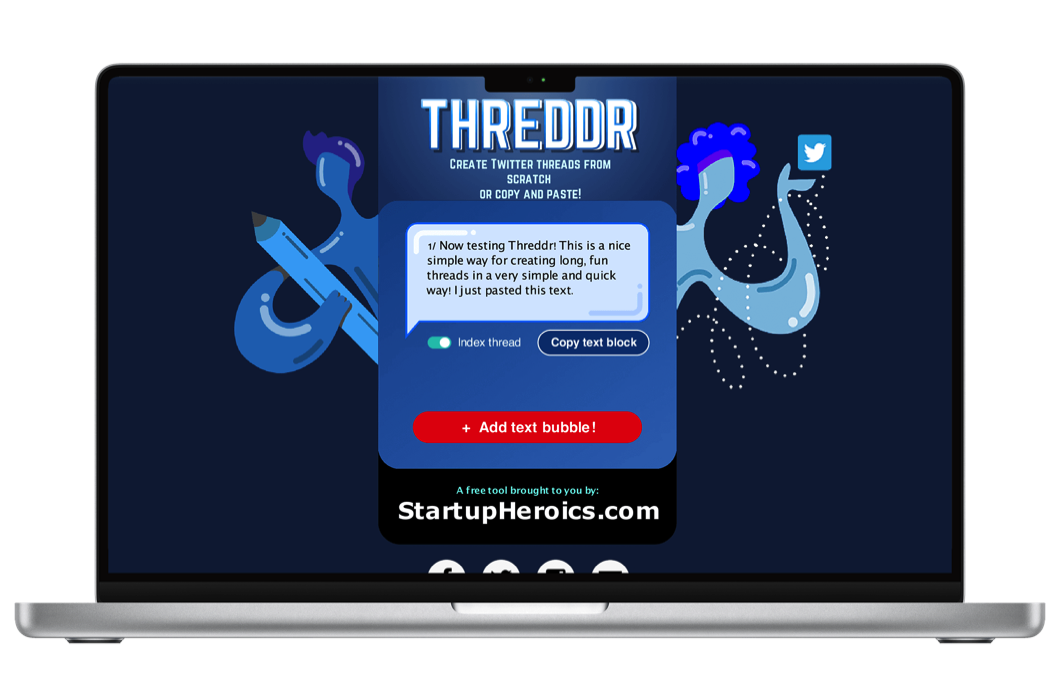 THREDDR
Create Twitter threads from
scratch
or copy and paste!
1/ Now testing Threddr! This is a nice
simple way for creating long, fun
threads in a very simple and quick
way! I just pasted this text.
Index thread
Copy text block
+ Add text bubble!
A free tool brought to you by:
StartupHeroics.com